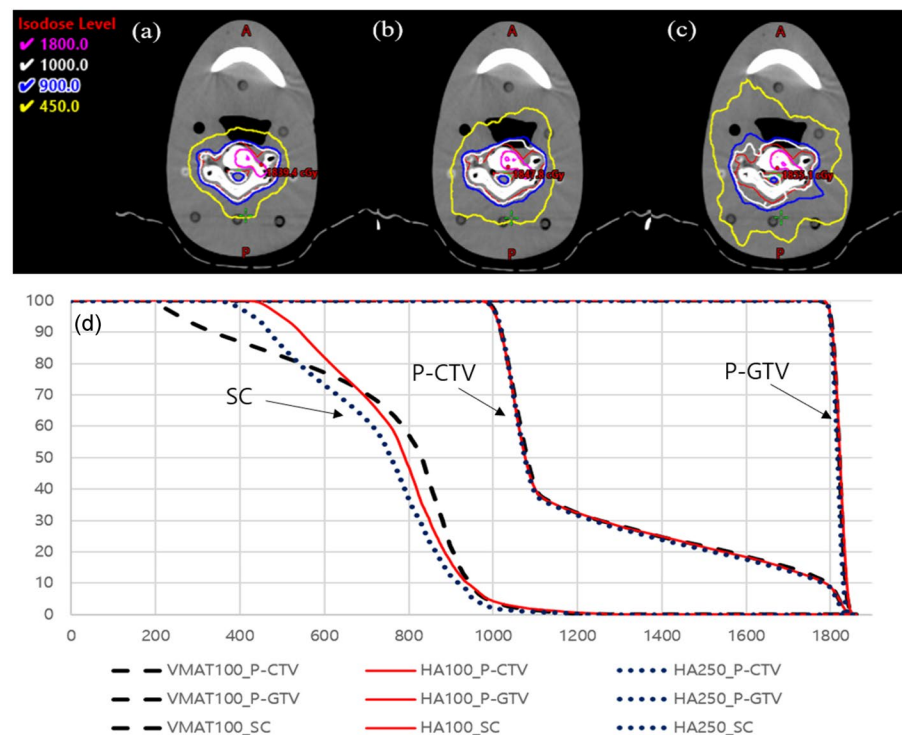 Isodose Level
✔ 1800.0
✔ 1000.0
✔ 900.0
✔ 450.0
(a)
A
P
(b)
A
P
(c)
A
P
100
90
80
70
60
50
40
30
20
10
0
(d)
SC
P-CTV
P-GTV
0 200 400 600 800 1000 1200 1400 1600 1800
VMAT100_P-CTV HA100_P-CTV HA250_P-CTV
VMAT100_P-GTV HA100_P-GTV HA250_P-GTV
VMAT100_SC HA100_SC HA250_SC